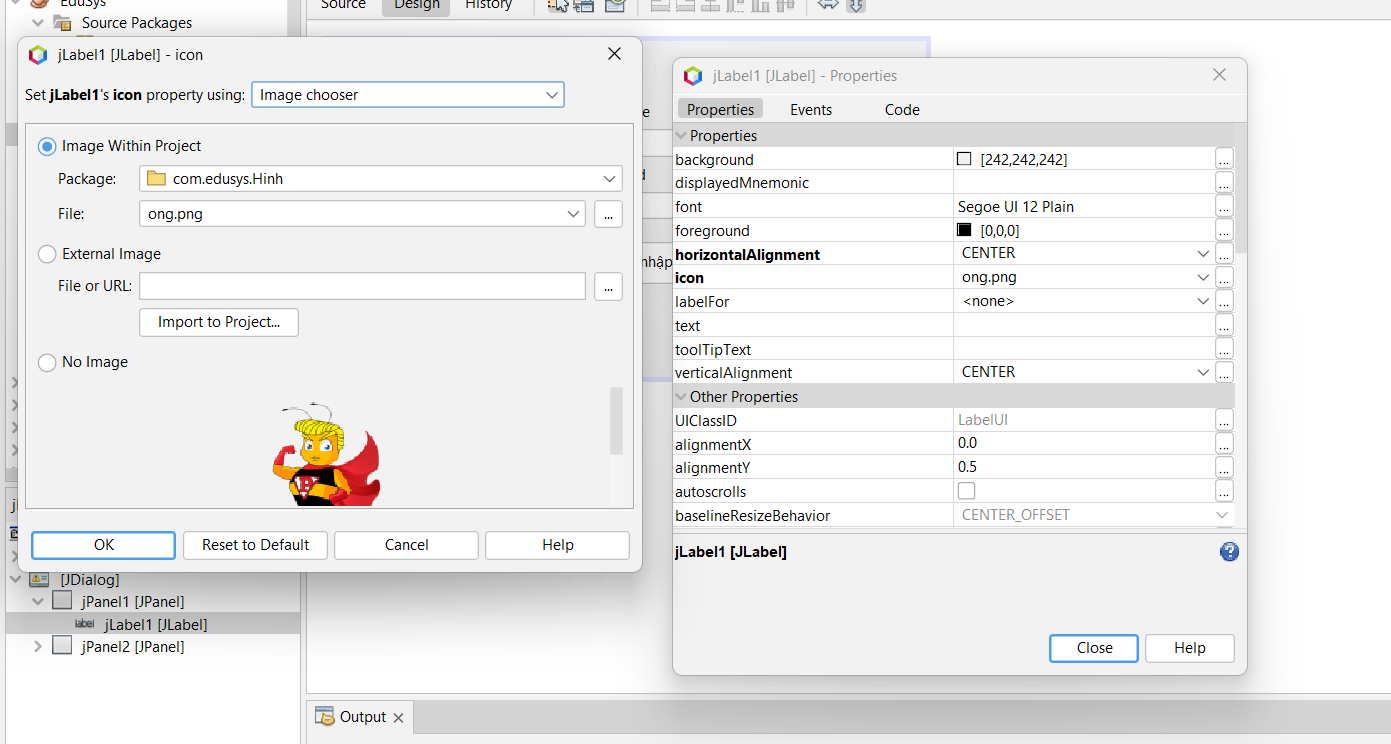 EduSys
Source Packages
Source
Design
History
jLabel1 [JLabel] - icon
Set jLabel1's icon property using:
Image chooser
Image Within Project
Package:
com.edusys.Hinh
File:
ong.png
...
External Image
File or URL:
...
Import to Project...
No Image
OK
Reset to Default
Cancel
Help
nhập
jLabel1 [JLabel] - Properties
Properties
Events
Code
Properties
background
[242,242,242]
...
displayedMnemonic
...
font
Segoe UI 12 Plain
...
foreground
[0,0,0]
...
horizontalAlignment
CENTER
...
icon
ong.png
...
labelFor
<none>
...
text
...
toolTipText
...
verticalAlignment
CENTER
...
Other Properties
UIClassID
LabelUI
...
alignmentX
0.0
...
alignmentY
0.5
...
autoscrolls
...
baselineResizeBehavior
CENTER_OFFSET
jLabel1 [JLabel]
Close
Help
[JDialog]
jPanel1 [JPanel]
label
jLabel1 [JLabel]
jPanel2 [JPanel]
Output